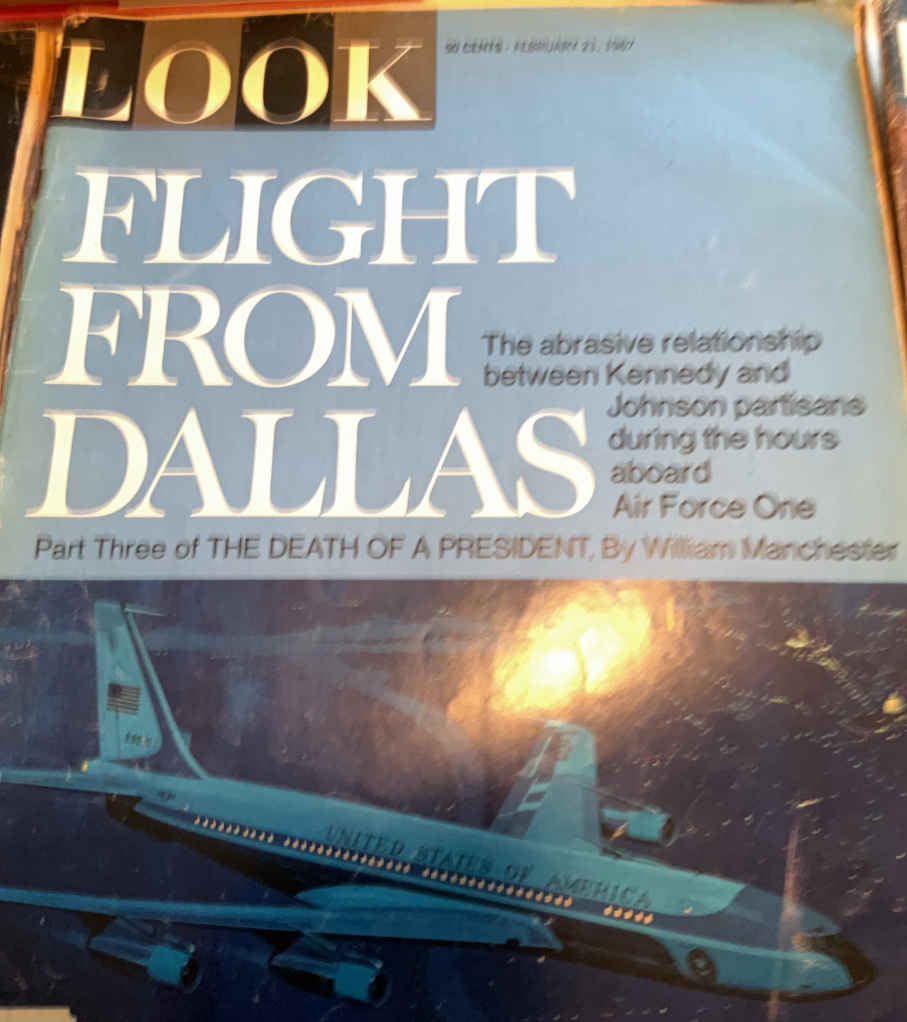 LOOK
50 CENTS · FEBRUARY 21, 1967
FLIGHT
FROM
DALLAS
The abrasive relationship
between Kennedy and
Johnson partisans
during the hours
aboard
Air Force One
Part Three of THE DEATH OF A PRESIDENT, By William Manchester
UNITED STATES OF AMERICA